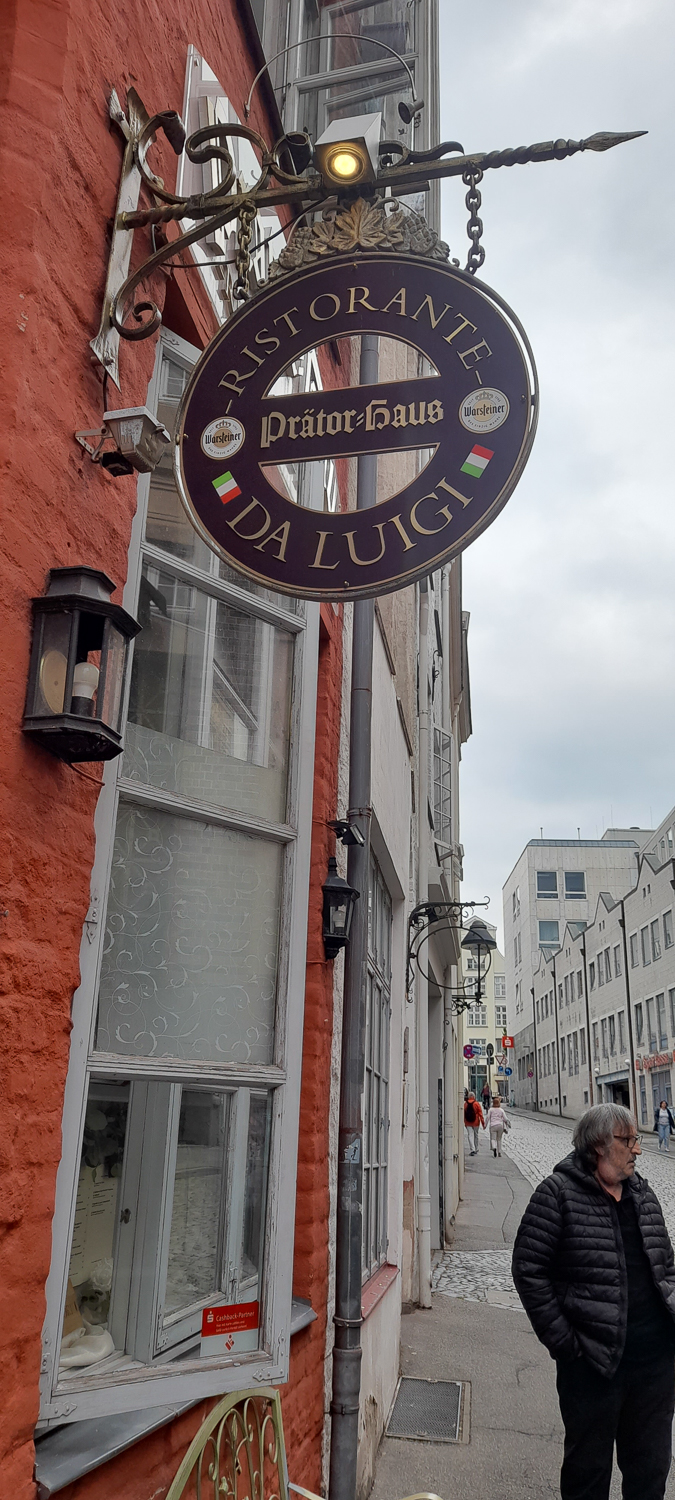 RISTORANTE
Prätor-Haus
Warsteiner
Warsteiner
DA LUIGI
Cashback-Partner